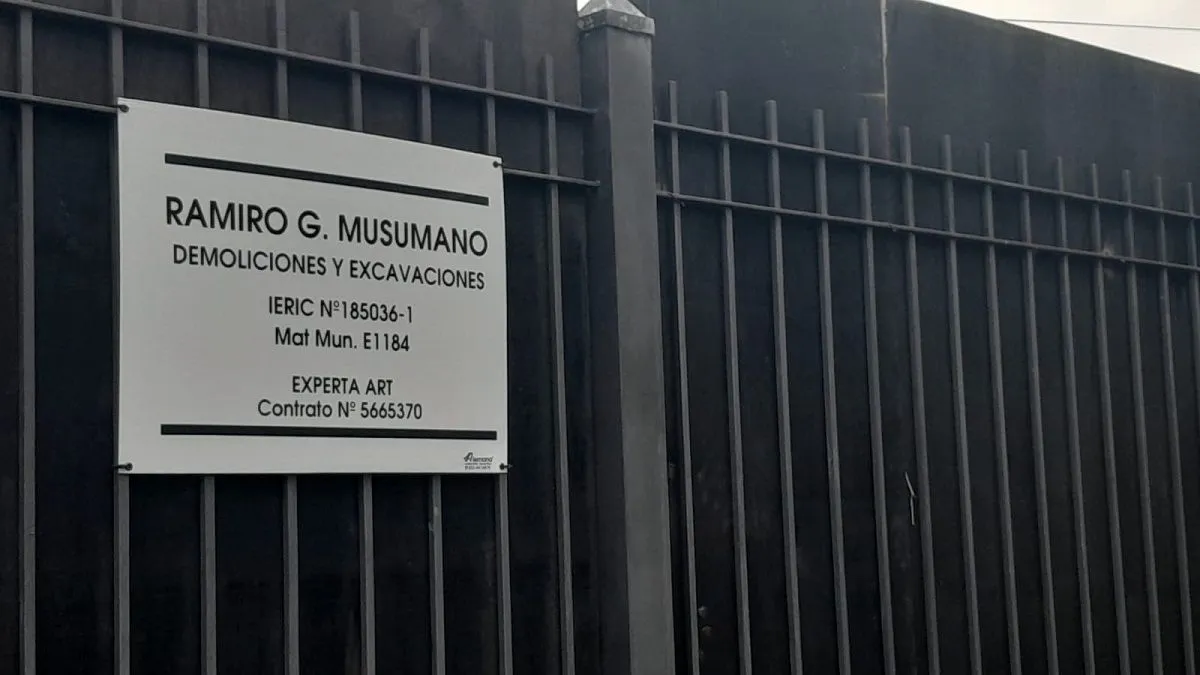 RAMIRO G. MUSUMANO
DEMOLICIONES Y EXCAVACIONES
IERIC Nº185036-1
Mat Mun. E1184
EXPERTA ART
Contrato Nº 5665370